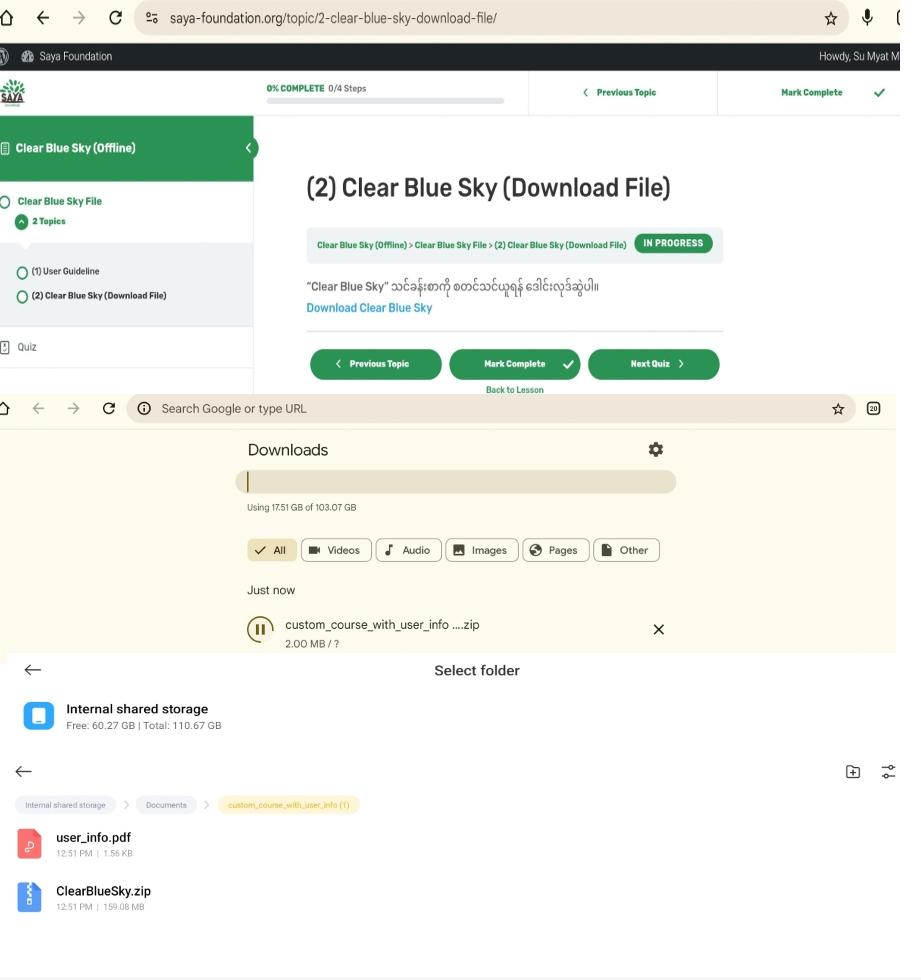 saya-foundation.org/topic/2-clear-blue-sky-download-file/
Saya Foundation
Howdy, Su Myat M
SAYA
0% COMPLETE 0/4 Steps
Previous Topic
Mark Complete
Clear Blue Sky (Offline)
Clear Blue Sky File
2 Topics
(1) User Guideline
(2) Clear Blue Sky (Download File)
Quiz
(2) Clear Blue Sky (Download File)
Clear Blue Sky (Offline) > Clear Blue Sky File > (2) Clear Blue Sky (Download File) IN PROGRESS
“Clear Blue Sky” သင်ခန်းစာကို စတင်သင်ယူရန် ဒေါင်းလုဒ်ဆွဲပါ။
Download Clear Blue Sky
Previous Topic
Mark Complete
Next Quiz
Back to Lesson
Search Google or type URL
20
Downloads
Using 17.51 GB of 103.07 GB
All
Videos
Audio
Images
Pages
Other
Just now
custom_course_with_user_info ....zip
2.00 MB / ?
Select folder
Internal shared storage
Free: 60.27 GB | Total: 110.67 GB
Internal shared storage > Documents > custom_course_with_user_info (1)
user_info.pdf
12:51 PM | 1.56 KB
ClearBlueSky.zip
12:51 PM | 159.08 MB